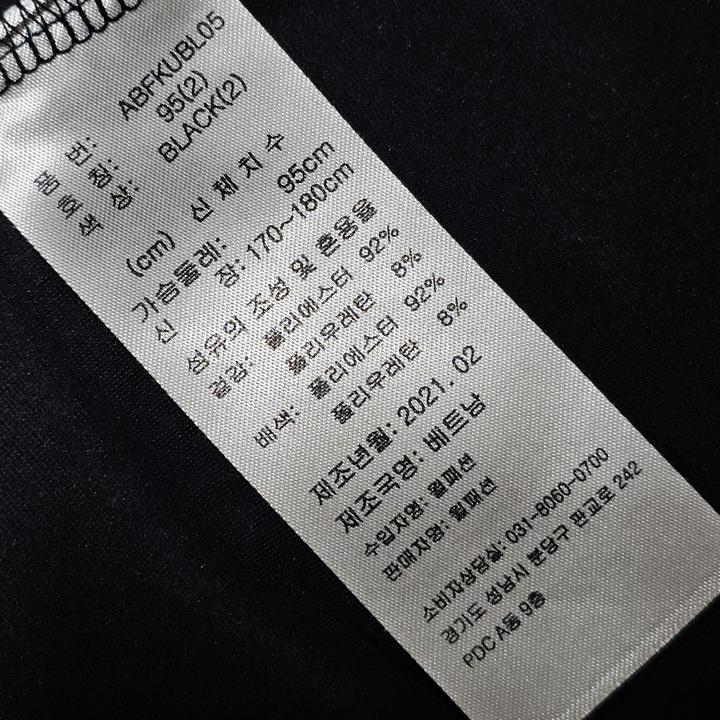 품 번: ABFKUBL05
호 칭: 95(2)
색 상: BLACK(2)
(cm) 신 체 치 수
가슴둘레: 95cm
신 장: 170~180cm
섬유의 조성 및 혼용율
겉감: 폴리에스터 92%
폴리우레탄 8%
배색: 폴리에스터 92%
폴리우레탄 8%
제조년월: 2021. 02
제조국명: 베트남
수입자명: 월패션
판매자명: 월패션
소비자상담실: 031-8060-0700
경기도 성남시 분당구 판교로 242
PDC A동 9층